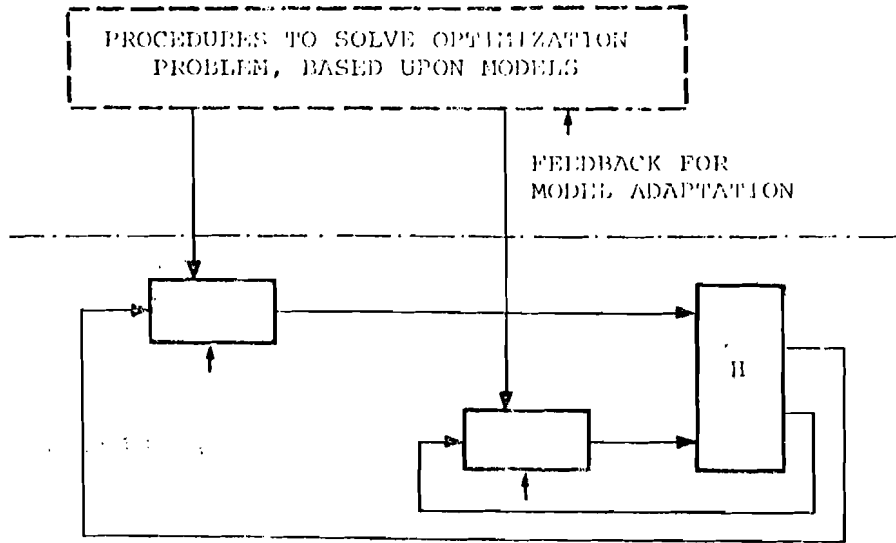 PROCEDURES TO SOLVE OPTIMIZATION
PROBLEM, BASED UPON MODELS
FEEDBACK FOR
MODEL ADAPTATION
H